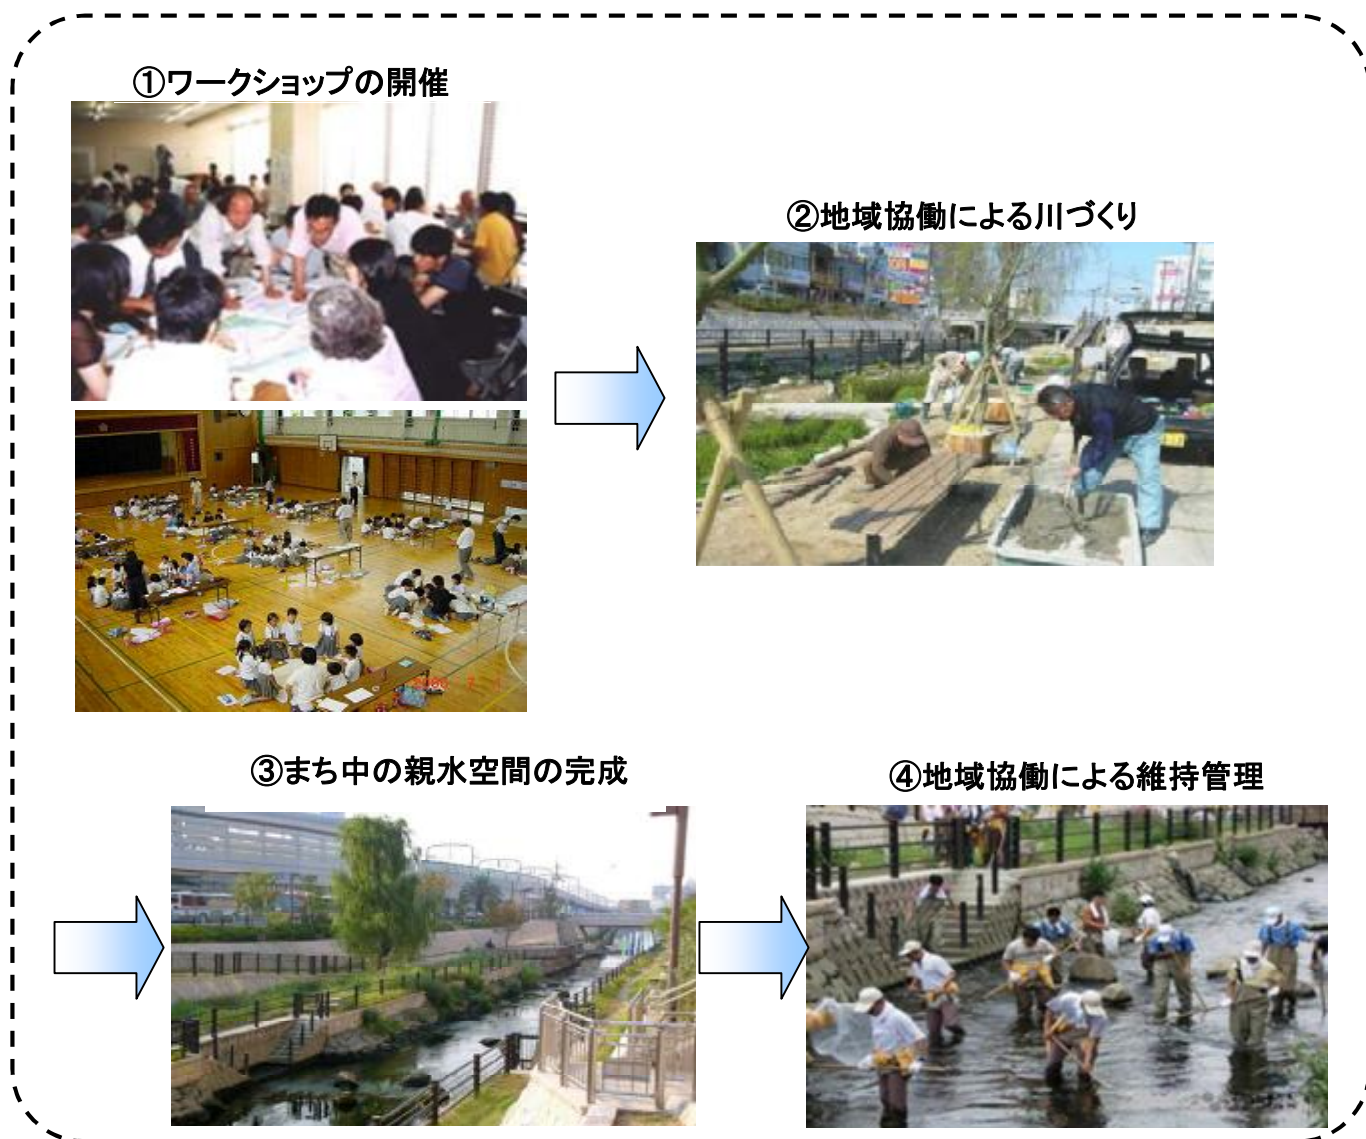 ①ワークショップの開催
②地域協働による川づくり
③まち中の親水空間の完成
④地域協働による維持管理